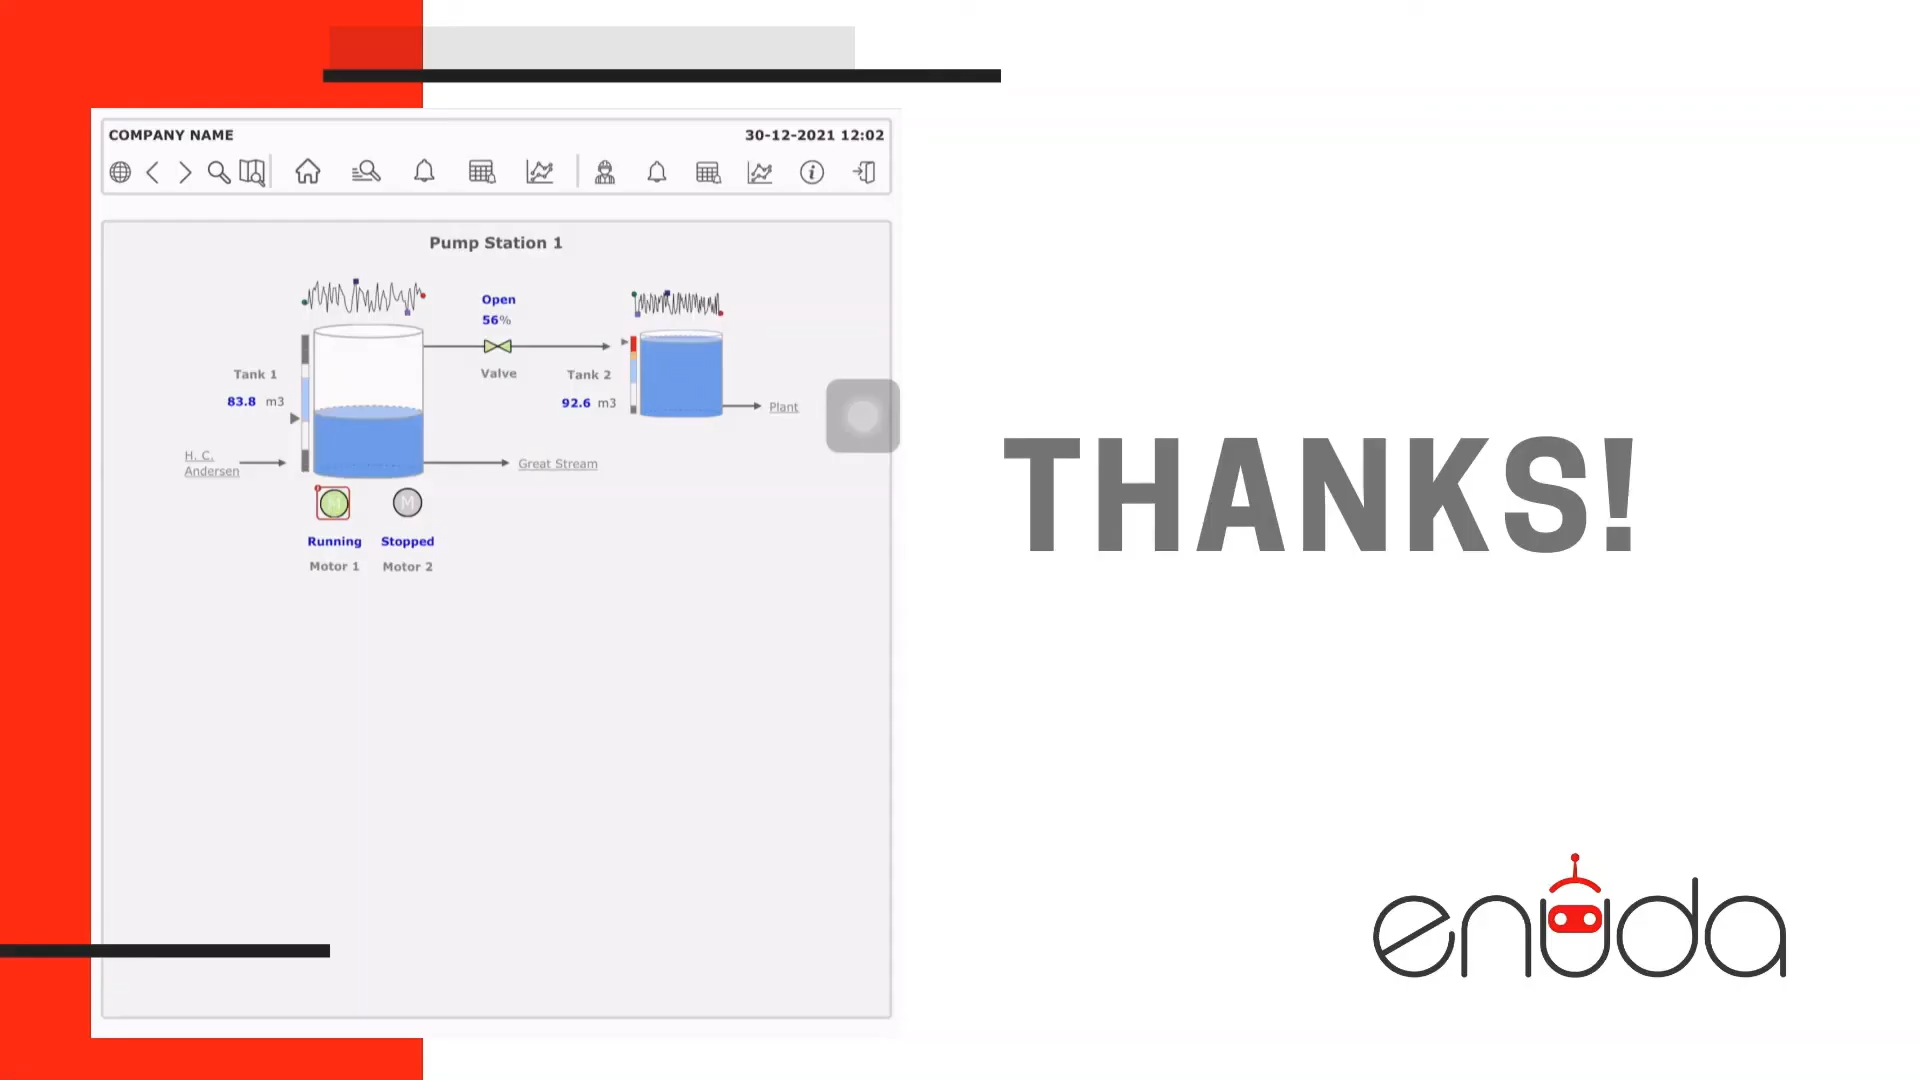 COMPANY NAME
30-12-2021 12:02
Pump Station 1
Open
56%
Valve
Tank 1
83.8 m3
Tank 2
92.6 m3
Plant
H. C.
Andersen
Great Stream
M
M
Running
Stopped
Motor 1
Motor 2
THANKS!
enuda